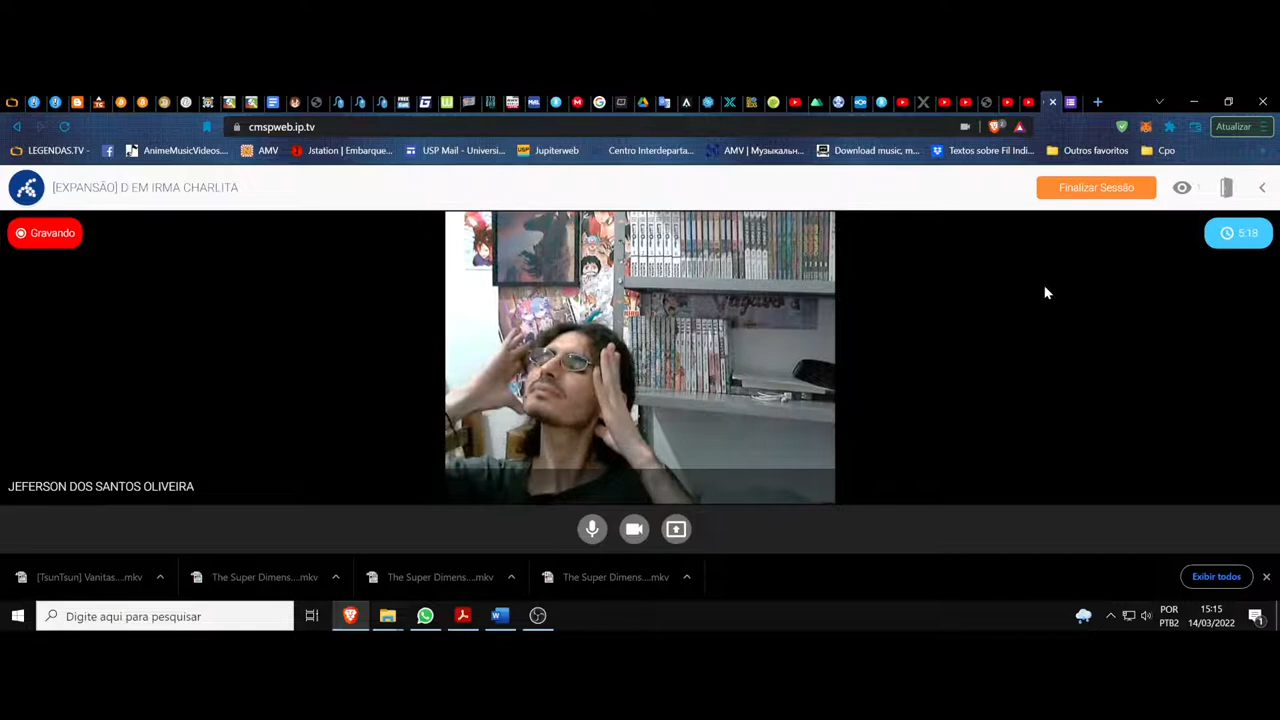 cmspweb.ip.tv
Atualizar
LEGENDAS.TV -
AnimeMusicVideos...
AMV
Jstation | Embarque...
USP Mail - Universi...
Jupiterweb
Centro Interdeparta...
AMV | Музыкальн...
Download music, m...
Textos sobre Fil Indi...
Outros favoritos
Cpo
[EXPANSÃO] D EM IRMA CHARLITA
Finalizar Sessão
1
Gravando
5:18
JEFERSON DOS SANTOS OLIVEIRA
[TsunTsun] Vanitas....mkv
The Super Dimens....mkv
The Super Dimens....mkv
The Super Dimens....mkv
Exibir todos
Digite aqui para pesquisar
POR
PTB2
15:15
14/03/2022